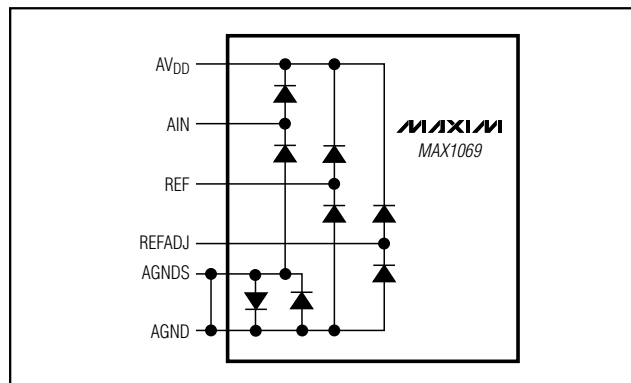 AVDD
AIN
MAXIM
MAX1069
REF
REFADJ
AGNDS
AGND